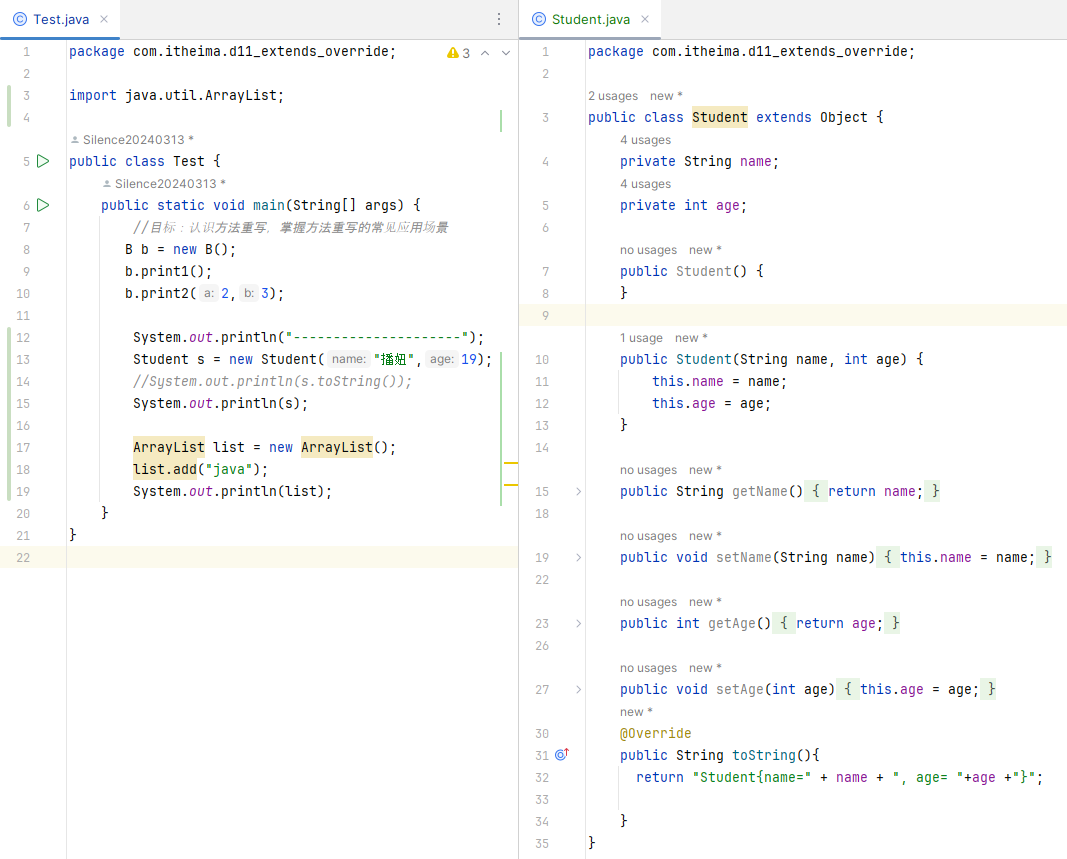 Test.java
1 package com.itheima.d11_extends_override; 3
2
3 import java.util.ArrayList;
4
Silence20240313 *
5 public class Test {
Silence20240313 *
6 public static void main(String[] args) {
7 //目标：认识方法重写，掌握方法重写的常见应用场景
8 B b = new B();
9 b.print1();
10 b.print2( a: 2, b: 3);
11
12 System.out.println("---------------------");
13 Student s = new Student( name: "播妞", age: 19);
14 //System.out.println(s.toString());
15 System.out.println(s);
16
17 ArrayList list = new ArrayList();
18 list.add("java");
19 System.out.println(list);
20 }
21 }
22
Student.java
1 package com.itheima.d11_extends_override;
2
2 usages new *
3 public class Student extends Object {
4 usages
4 private String name;
4 usages
5 private int age;
6
no usages new *
7 public Student() {
8 }
9
1 usage new *
10 public Student(String name, int age) {
11 this.name = name;
12 this.age = age;
13 }
14
no usages new *
15 public String getName() { return name; }
18
no usages new *
19 public void setName(String name) { this.name = name; }
22
no usages new *
23 public int getAge() { return age; }
26
no usages new *
27 public void setAge(int age) { this.age = age; }
new *
30 @Override
31 public String toString(){
32 return "Student{name=" + name + ", age= "+age +"}";
33
34 }
35 }